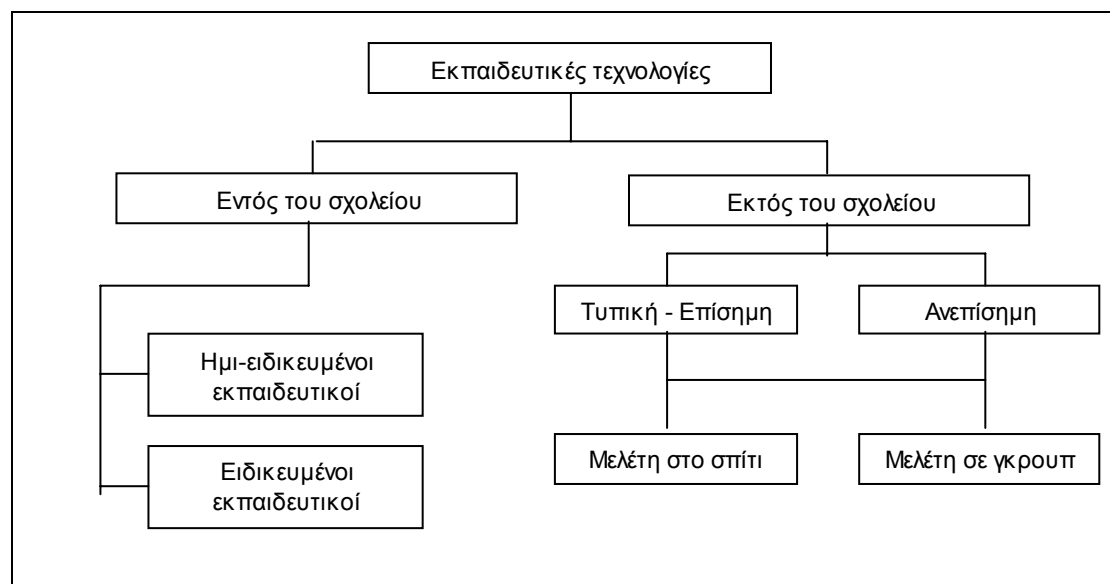 Εκπαιδευτικές τεχνολογίες
Εντός του σχολείου
Εκτός του σχολείου
Τυπική - Επίσημη
Ανεπίσημη
Ημι-ειδικευμένοι
εκπαιδευτικοί
Μελέτη στο σπίτι
Μελέτη σε γκρουπ
Ειδικευμένοι
εκπαιδευτικοί